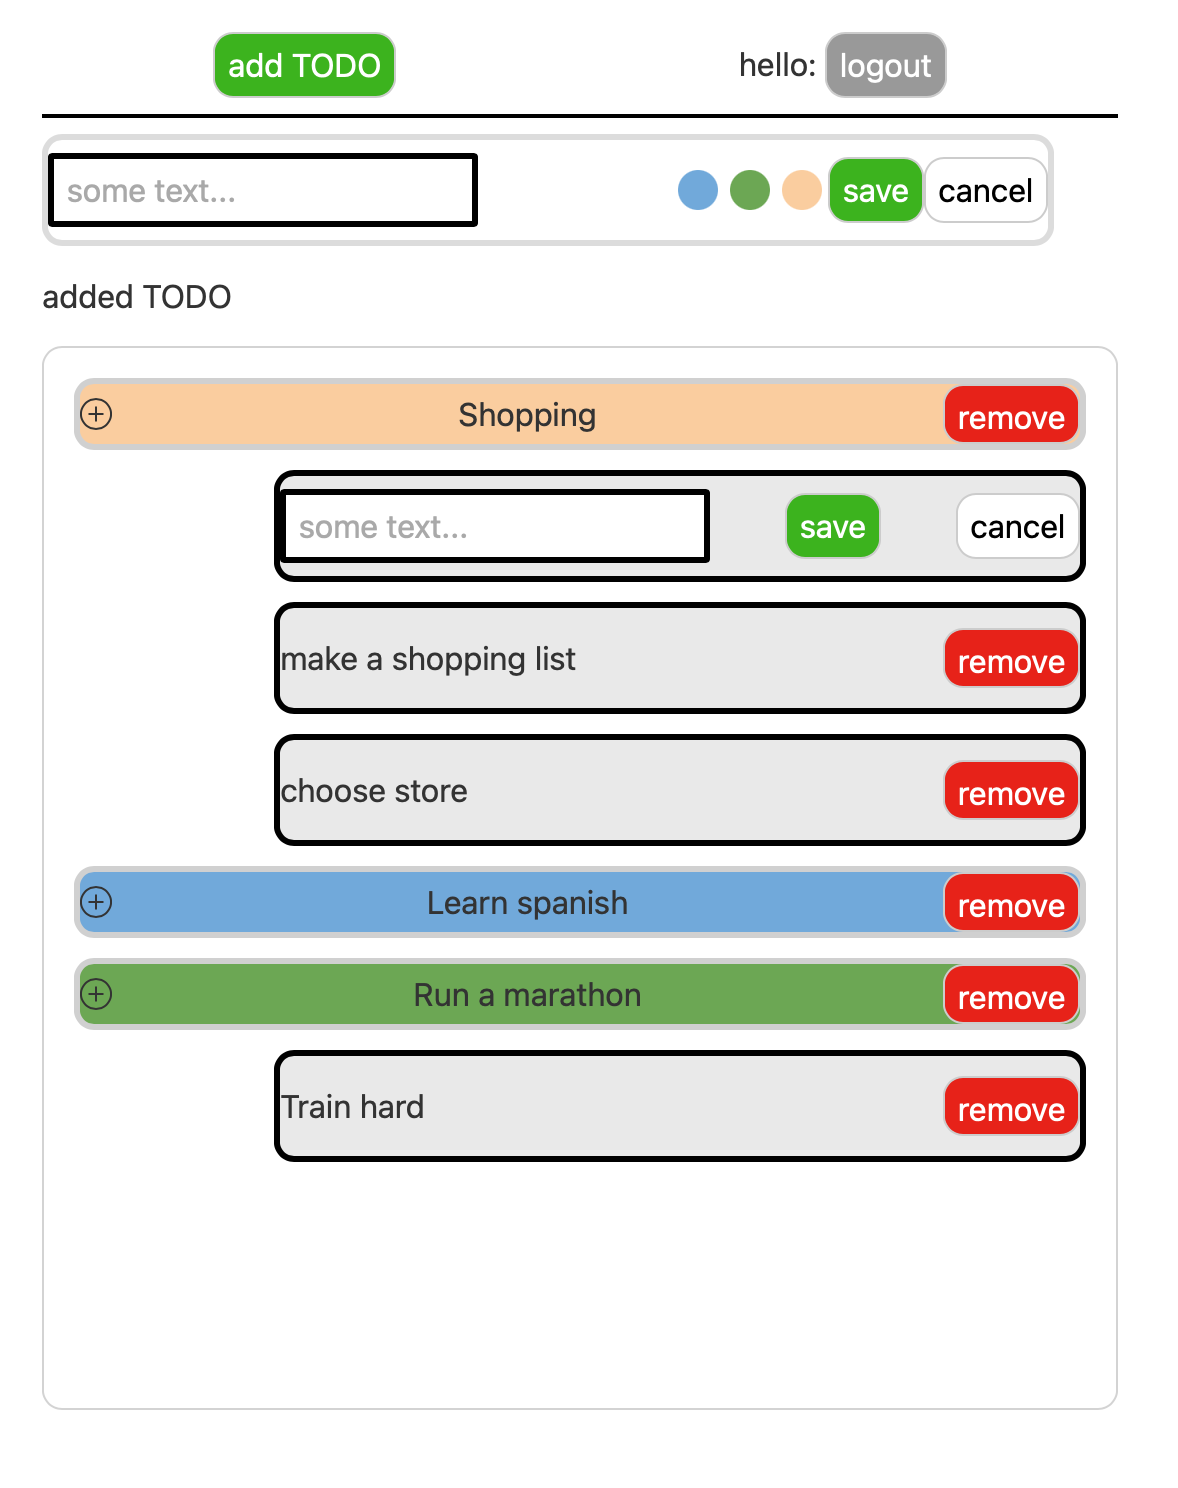 add TODO hello: logout
some text... save cancel
added TODO
Shopping remove
some text... save cancel
make a shopping list remove
choose store remove
Learn spanish remove
Run a marathon remove
Train hard remove